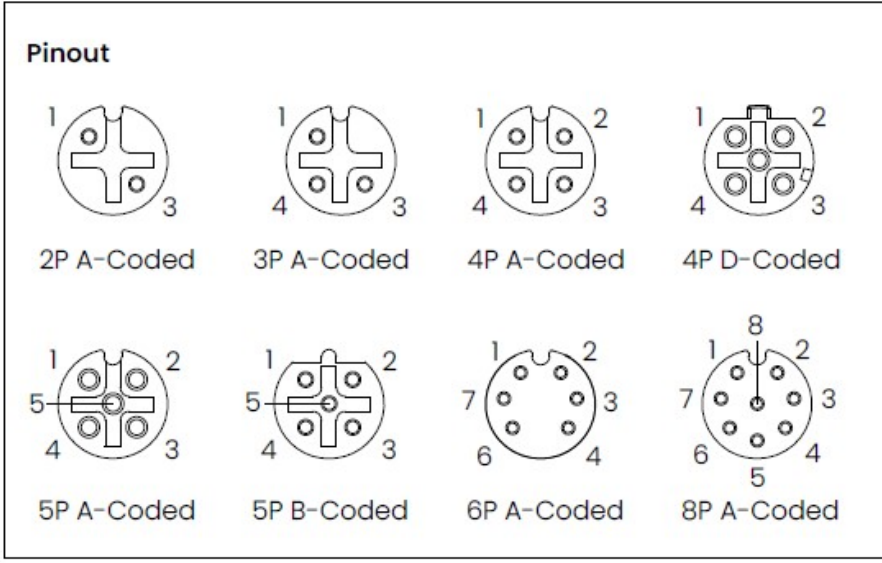 Pinout
1 3
2P A-Coded
1 4 3
3P A-Coded
1 2 4 3
4P A-Coded
1 2 4 3
4P D-Coded
1 2 5 4 3
5P A-Coded
1 2 5 4 3
5P B-Coded
1 2 7 3 6 4
6P A-Coded
8 1 2 7 3 6 4 5
8P A-Coded